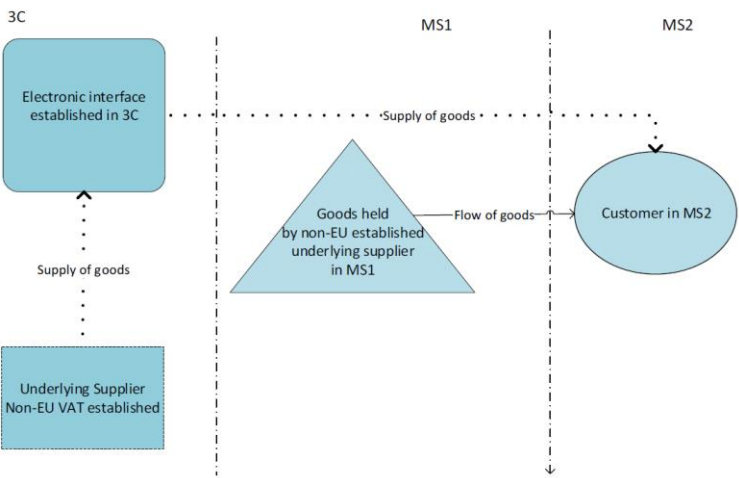 3C
MS1
MS2
Electronic interface
established in 3C
Supply of goods
Goods held
by non-EU established
underlying supplier
in MS1
Flow of goods
Customer in MS2
Supply of goods
Underlying Supplier
Non-EU VAT established